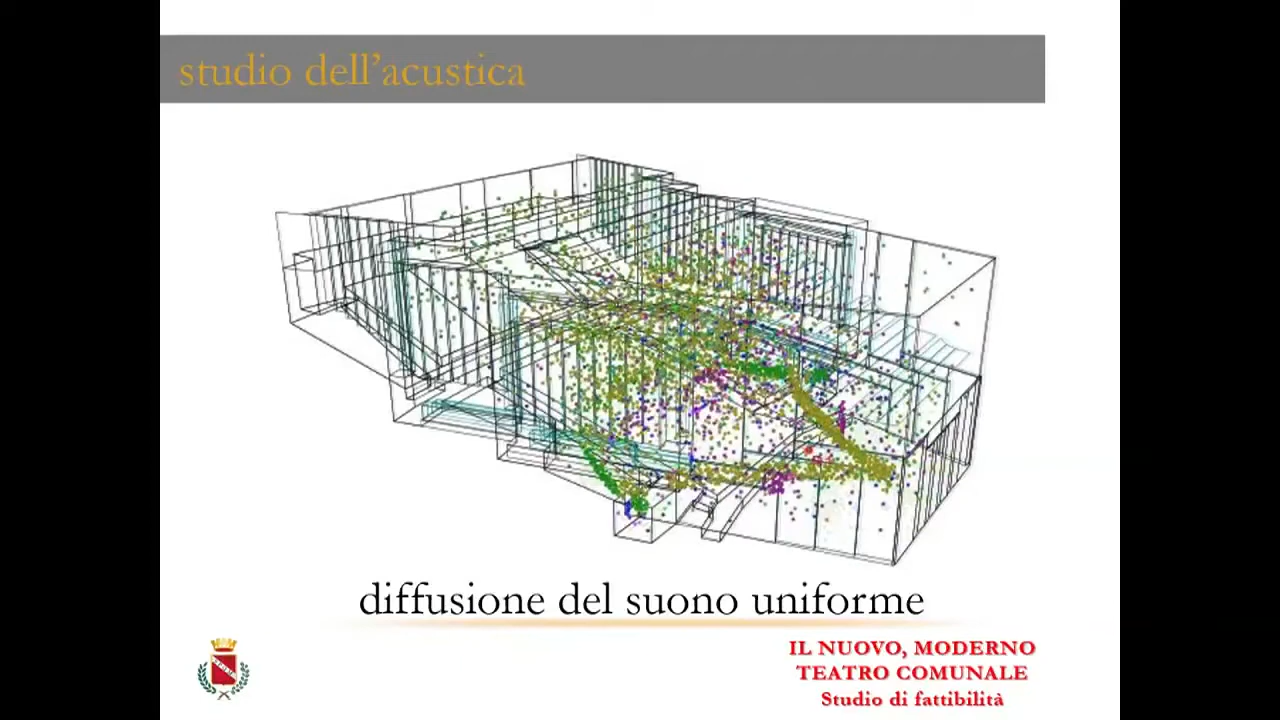 studio dell’acustica
diffusione del suono uniforme
IL NUOVO, MODERNO
TEATRO COMUNALE
Studio di fattibilità